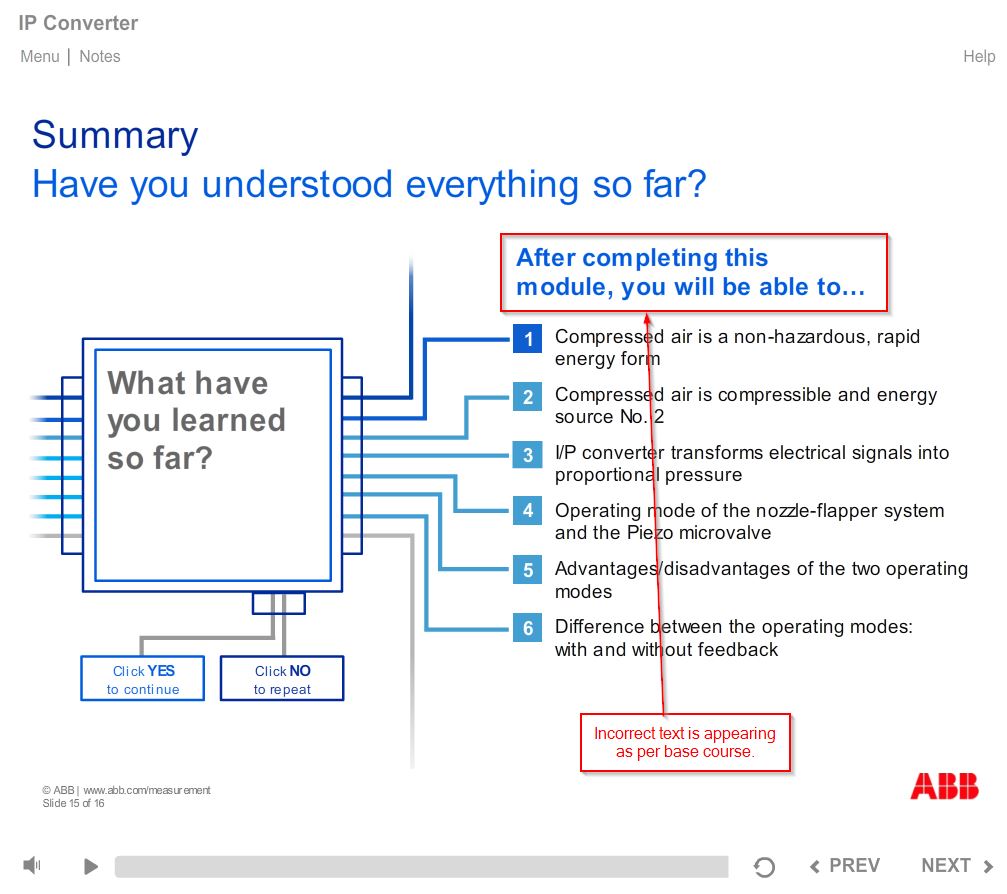 IP Converter
Menu | Notes
Help
Summary
Have you understood everything so far?
After completing this
module, you will be able to…
What have
you learned
so far?
1 Compressed air is a non-hazardous, rapid
energy form
2 Compressed air is compressible and energy
source No. 2
3 I/P converter transforms electrical signals into
proportional pressure
4 Operating mode of the nozzle-flapper system
and the Piezo microvalve
5 Advantages/disadvantages of the two operating
modes
6 Difference between the operating modes:
with and without feedback
Click YES
to continue
Click NO
to repeat
Incorrect text is appearing
as per base course.
© ABB | www.abb.com/measurement
Slide 15 of 16
ABB
PREV
NEXT